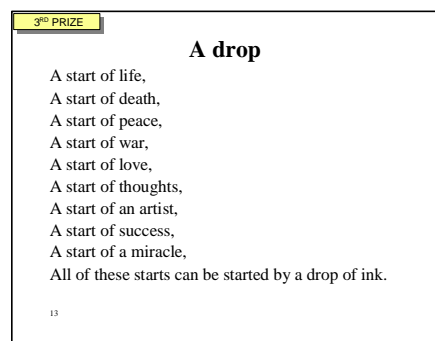 3RD PRIZE
A drop
A start of life,
A start of death,
A start of peace,
A start of war,
A start of love,
A start of thoughts,
A start of an artist,
A start of success,
A start of a miracle,
All of these starts can be started by a drop of ink.
13